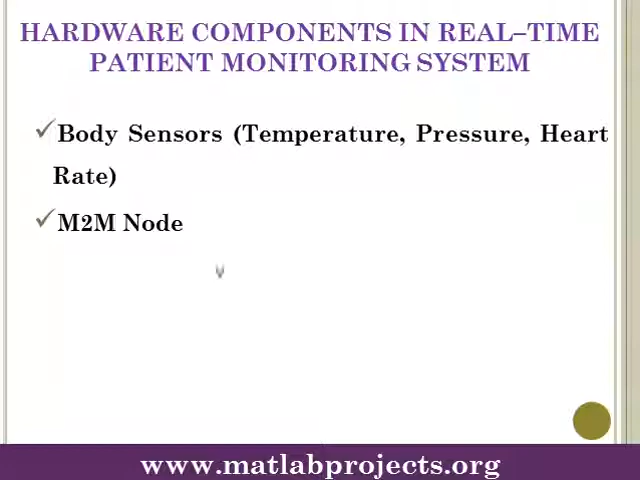 HARDWARE COMPONENTS IN REAL–TIME
PATIENT MONITORING SYSTEM
Body Sensors (Temperature, Pressure, Heart
Rate)
M2M Node
www.matlabprojects.org